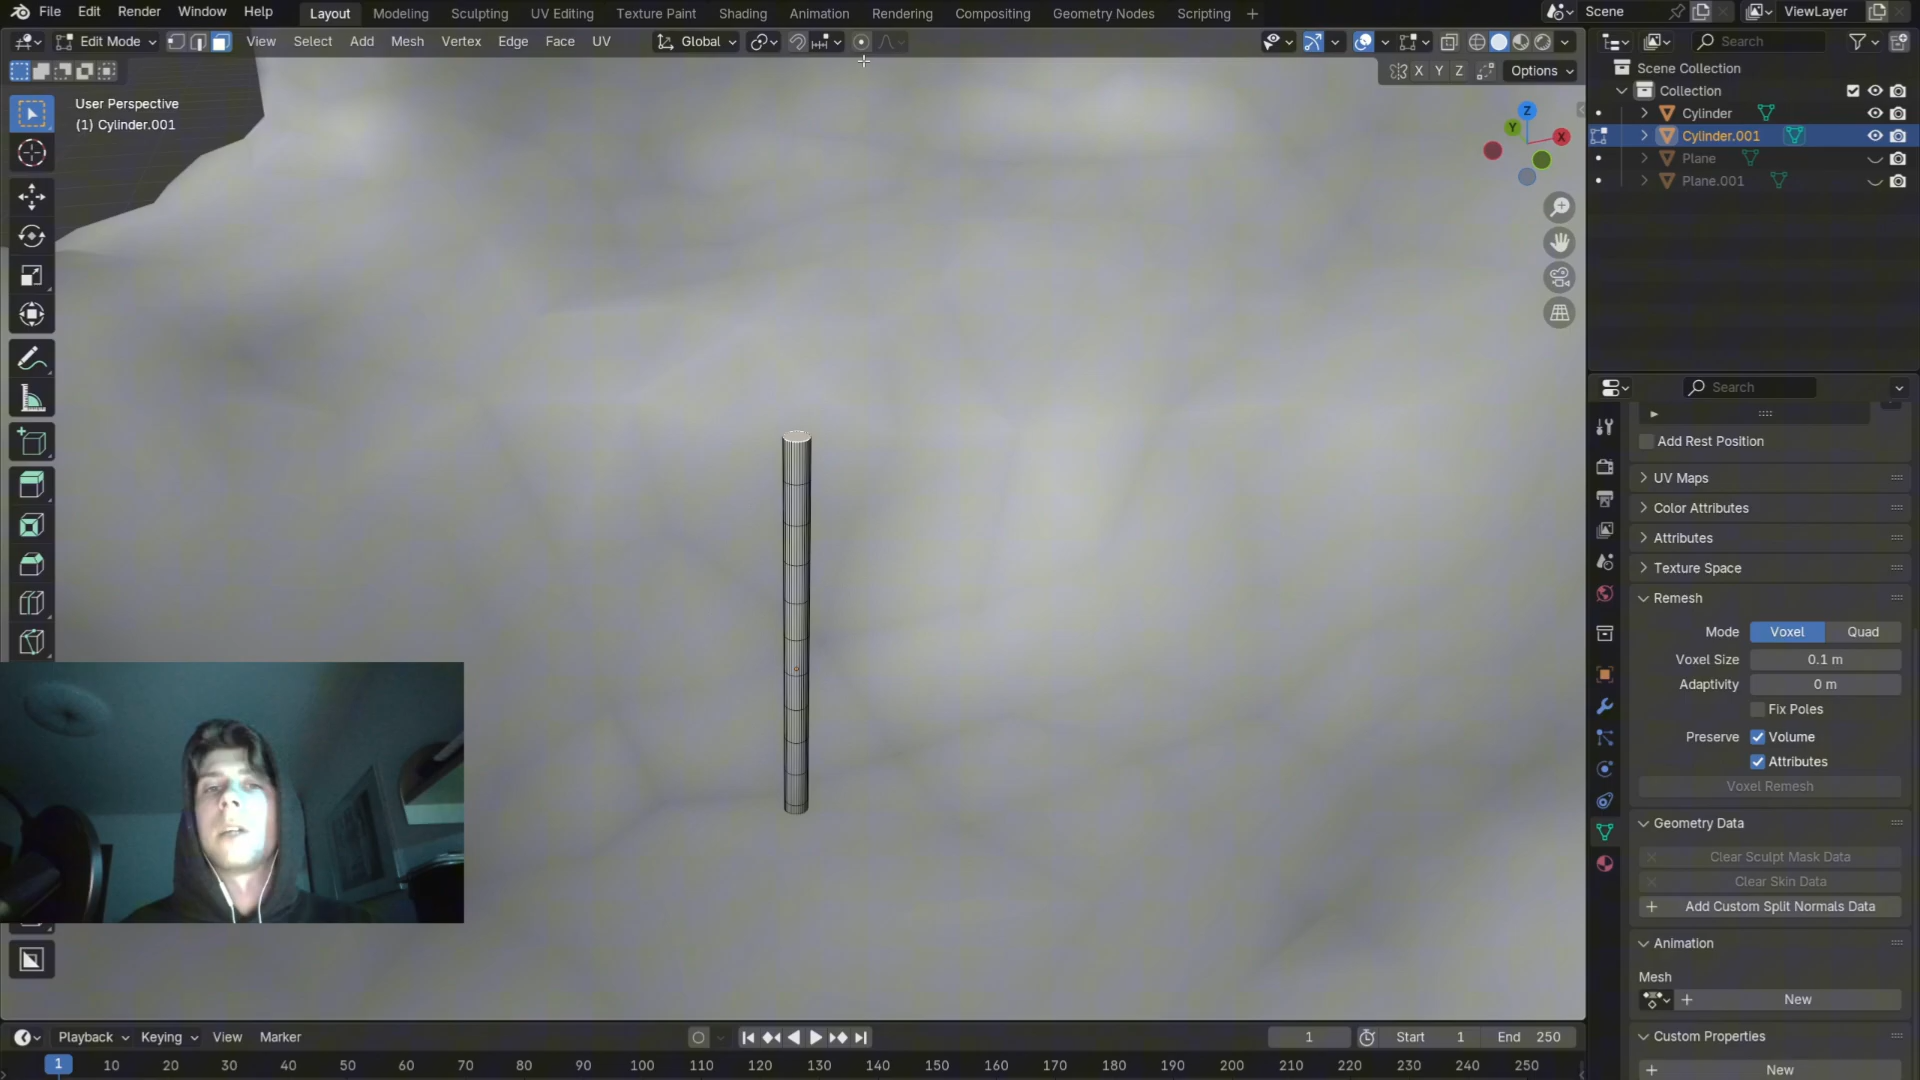 File Edit Render Window Help Layout Modeling Sculpting UV Editing Texture Paint Shading Animation Rendering Compositing Geometry Nodes Scripting + Scene ViewLayer
Edit Mode View Select Add Mesh Vertex Edge Face UV Global Search
X Y Z Options
User Perspective
(1) Cylinder.001
Z
Y
X
Scene Collection
Collection
Cylinder
Cylinder.001
Plane
Plane.001
Search
Add Rest Position
UV Maps
Color Attributes
Attributes
Texture Space
Remesh
Mode Voxel Quad
Voxel Size 0.1 m
Adaptivity 0 m
Fix Poles
Preserve Volume
Attributes
Voxel Remesh
Geometry Data
Clear Sculpt Mask Data
Clear Skin Data
+ Add Custom Split Normals Data
Animation
Mesh
+ New
Custom Properties
+ New
Playback Keying View Marker 1 Start 1 End 250
1 10 20 30 40 50 60 70 80 90 100 110 120 130 140 150 160 170 180 190 200 210 220 230 240 250